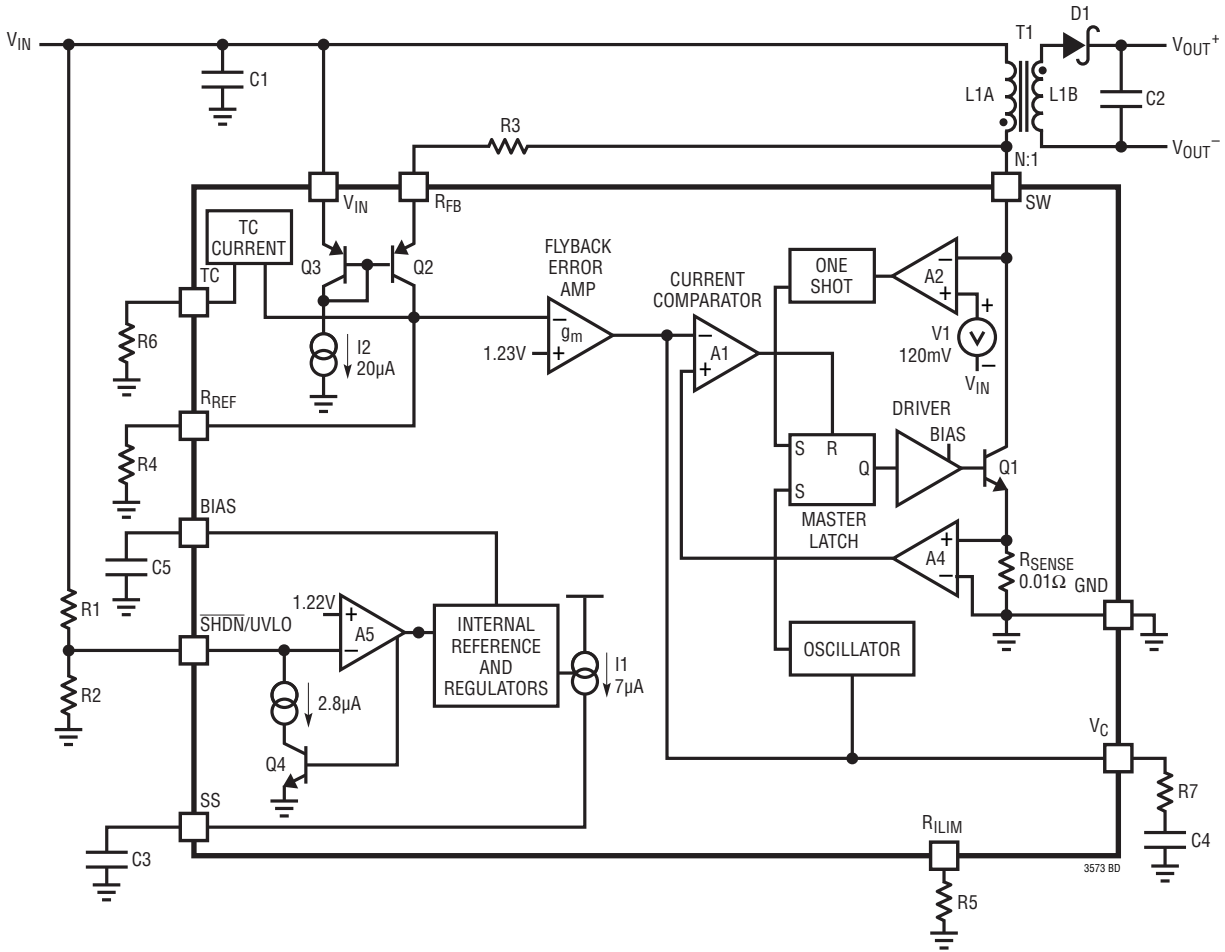 D1
T1
VIN
VOUT+
C1
L1A
L1B
C2
R3
VOUT–
N:1
VIN
RFB
SW
TC
CURRENT
FLYBACK
ERROR
AMP
ONE
SHOT
Q3
Q2
CURRENT
COMPARATOR
–
A2
+
+
TC
–
gm
+
–
A1
+
V1
120mV
–
VIN
R6
I2
20µA
1.23V
RREF
DRIVER
BIAS
R4
S
R
Q
S
Q1
BIAS
MASTER
LATCH
+
A4
–
RSENSE
0.01Ω
GND
C5
R1
1.22V
SHDN/UVLO
+
A5
–
INTERNAL
REFERENCE
AND
REGULATORS
OSCILLATOR
I1
7µA
R2
2.8µA
VC
Q4
R7
SS
RILIM
C3
C4
3573 BD
R5